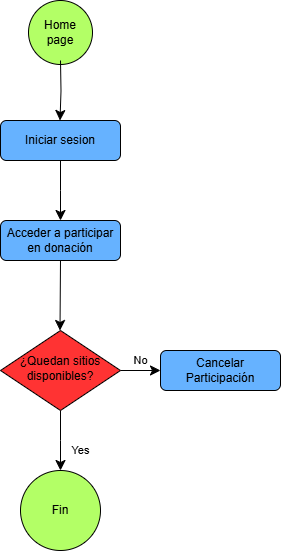 Home
page
Iniciar sesion
Acceder a participar
en donación
¿Quedan sitios
disponibles?
No
Cancelar
Participación
Yes
Fin